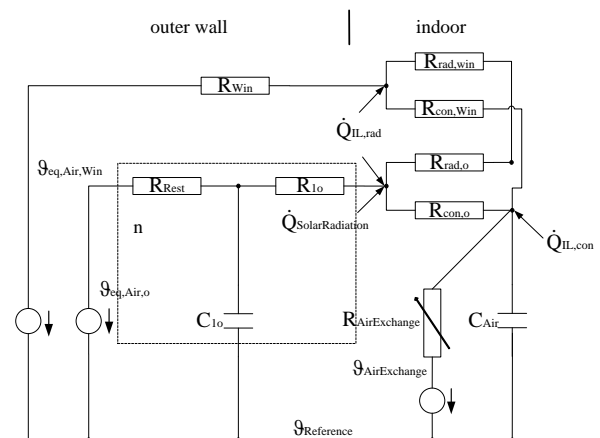 outer wall
indoor
R_rad,win
R_Win
R_con,Win
Q̇_IL,rad
ϑ_eq,Air,Win
R_rad,o
R_Rest
R_1o
R_con,o
Q̇_SolarRadiation
n
Q̇_IL,con
ϑ_eq,Air,o
C_1o
R_AirExchange
C_Air
ϑ_AirExchange
ϑ_Reference